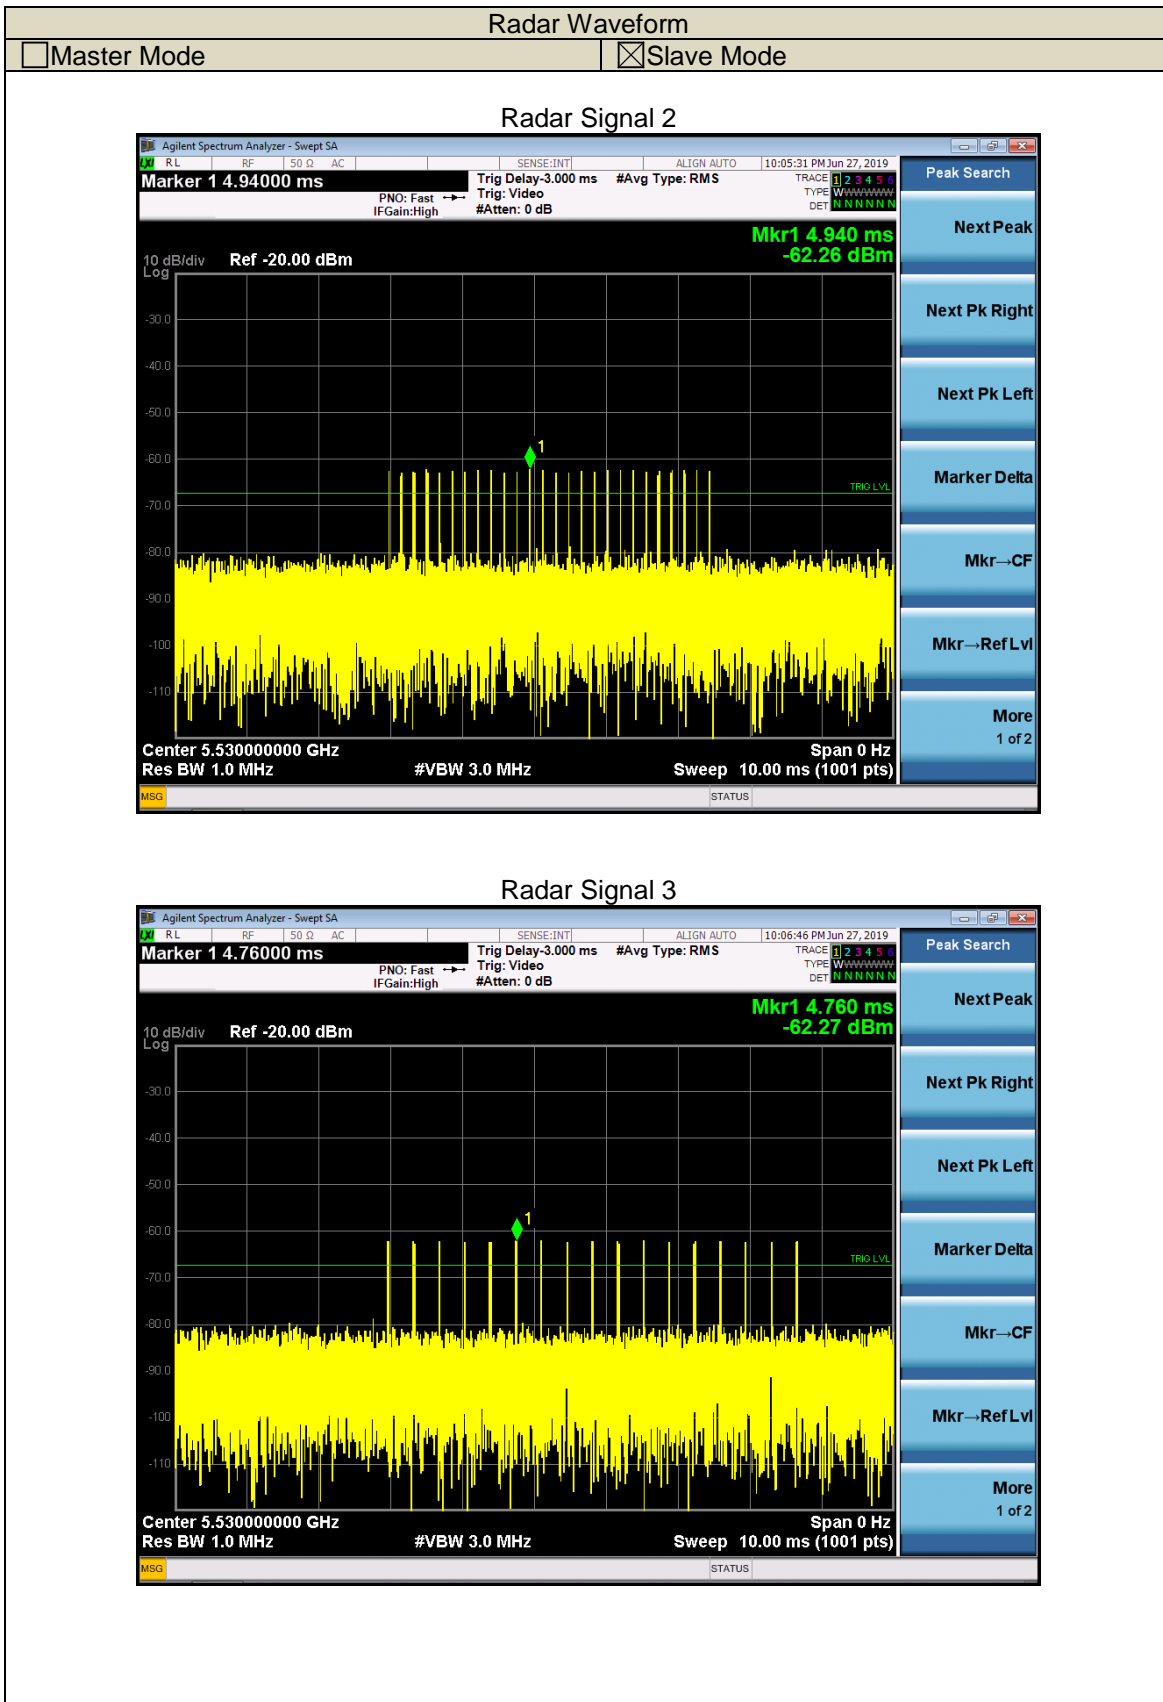 Radar Waveform
☐Master Mode ☒Slave Mode
Radar Signal 2
Agilent Spectrum Analyzer - Swept SA
LXI RL RF 50 Ω AC SENSE:INT ALIGN AUTO 10:05:31 PM Jun 27, 2019
Marker 1 4.94000 ms
PNO: Fast
IFGain:High
Trig Delay-3.000 ms
Trig: Video
#Atten: 0 dB
#Avg Type: RMS
TRACE 1 2 3 4 5 6
TYPE WWWWWW
DET N N N N N N
Peak Search
Mkr1 4.940 ms
-62.26 dBm
10 dB/div Ref -20.00 dBm
Log
-30.0
-40.0
-50.0
-60.0
-70.0
-80.0
-90.0
-100
-110
1
TRIG LVL
Center 5.530000000 GHz Span 0 Hz
Res BW 1.0 MHz #VBW 3.0 MHz Sweep 10.00 ms (1001 pts)
MSG STATUS
Next Peak
Next Pk Right
Next Pk Left
Marker Delta
Mkr→CF
Mkr→Ref Lvl
More
1 of 2
Radar Signal 3
Agilent Spectrum Analyzer - Swept SA
LXI RL RF 50 Ω AC SENSE:INT ALIGN AUTO 10:06:46 PM Jun 27, 2019
Marker 1 4.76000 ms
PNO: Fast
IFGain:High
Trig Delay-3.000 ms
Trig: Video
#Atten: 0 dB
#Avg Type: RMS
TRACE 1 2 3 4 5 6
TYPE WWWWWW
DET N N N N N N
Peak Search
Mkr1 4.760 ms
-62.27 dBm
10 dB/div Ref -20.00 dBm
Log
-30.0
-40.0
-50.0
-60.0
-70.0
-80.0
-90.0
-100
-110
1
TRIG LVL
Center 5.530000000 GHz Span 0 Hz
Res BW 1.0 MHz #VBW 3.0 MHz Sweep 10.00 ms (1001 pts)
MSG STATUS
Next Peak
Next Pk Right
Next Pk Left
Marker Delta
Mkr→CF
Mkr→Ref Lvl
More
1 of 2